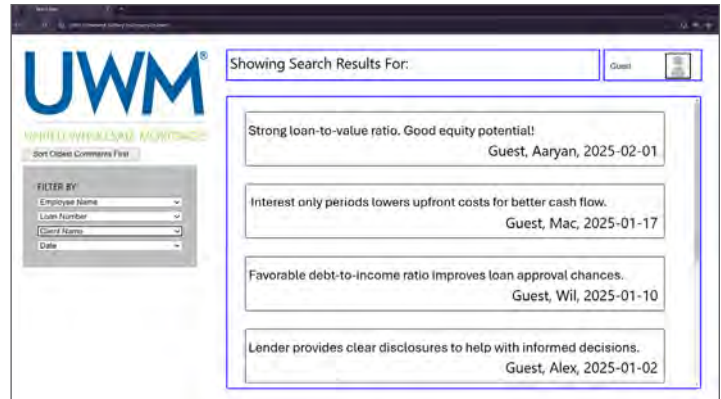 UWM®
UNITED WHOLESALE MORTGAGE
Sort Oldest Comments First
FILTER BY
Employee Name
Loan Number
Client Name
Date
Showing Search Results For:
Guest
Strong loan-to-value ratio. Good equity potential!
Guest, Aaryan, 2025-02-01
Interest only periods lowers upfront costs for better cash flow.
Guest, Mac, 2025-01-17
Favorable debt-to-income ratio improves loan approval chances.
Guest, Wil, 2025-01-10
Lender provides clear disclosures to help with informed decisions.
Guest, Alex, 2025-01-02